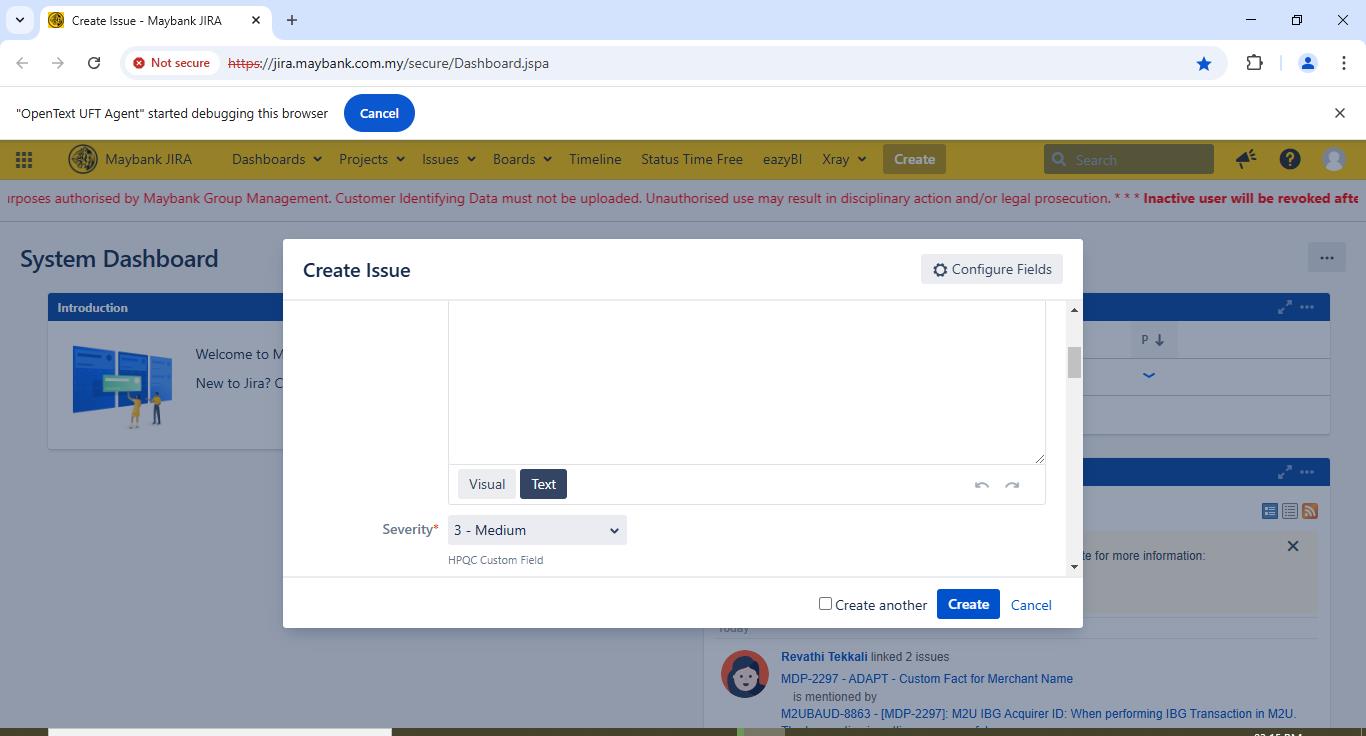 Create Issue - Maybank JIRA
Not secure
https://jira.maybank.com.my/secure/Dashboard.jspa
"OpenText UFT Agent" started debugging this browser
Cancel
Maybank JIRA
Dashboards
Projects
Issues
Boards
Timeline
Status Time Free
eazyBI
Xray
Create
Search
urposes authorised by Maybank Group Management. Customer Identifying Data must not be uploaded. Unauthorised use may result in disciplinary action and/or legal prosecution. * * * Inactive user will be revoked afte
System Dashboard
Create Issue
Configure Fields
Introduction
Welcome to M
New to Jira? C
P
Visual
Text
Severity*
3 - Medium
HPQC Custom Field
te for more information:
Create another
Create
Cancel
Today
Revathi Tekkali linked 2 issues
MDP-2297 - ADAPT - Custom Fact for Merchant Name
is mentioned by
M2UBAUD-8863 - [MDP-2297]: M2U IBG Acquirer ID: When performing IBG Transaction in M2U.